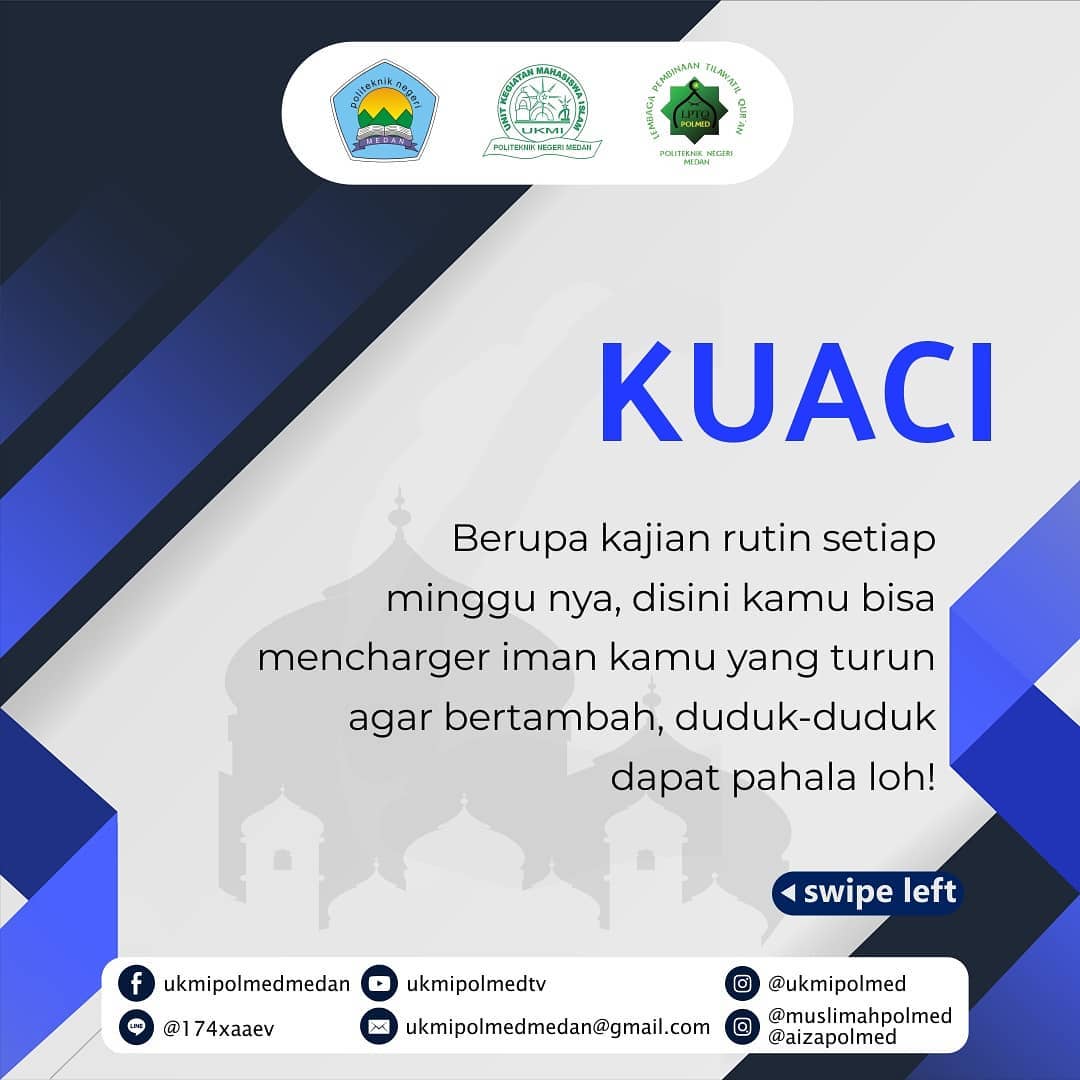 politeknik negeri
MEDAN
UNIT KEGIATAN MAHASISWA ISLAM
UKMI
POLITEKNIK NEGERI MEDAN
LEMBAGA PEMBINAAN TILAWATIL QUR'AN
LPTQ
POLMED
POLITEKNIK NEGERI
MEDAN
KUACI
Berupa kajian rutin setiap
minggu nya, disini kamu bisa
mencharger iman kamu yang turun
agar bertambah, duduk-duduk
dapat pahala loh!
swipe left
ukmipolmedmedan
ukmipolmedtv
@ukmipolmed
LINE
@174xaaev
ukmipolmedmedan@gmail.com
@muslimahpolmed
@aizapolmed